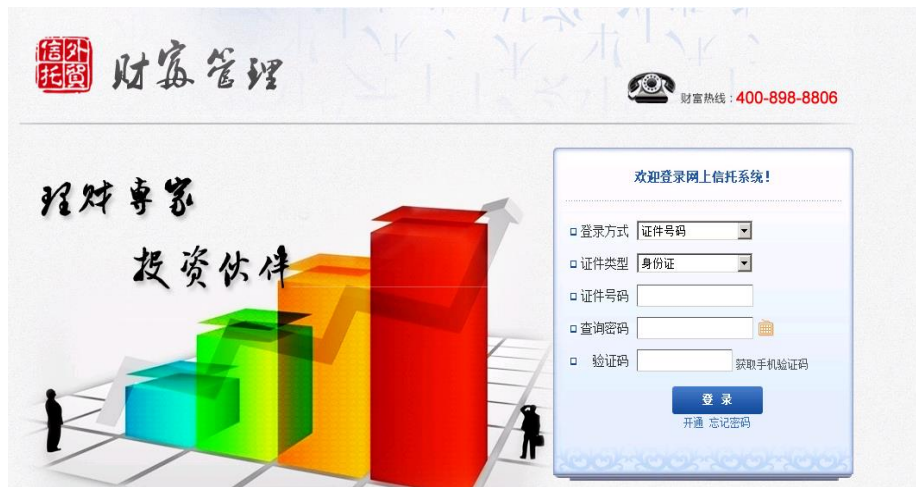 外貿信托
财富管理
财富热线：400-898-8806
理财专家
投资伙伴
欢迎登录网上信托系统！
登录方式 证件号码
证件类型 身份证
证件号码
查询密码
验证码 获取手机验证码
登 录
开通 忘记密码